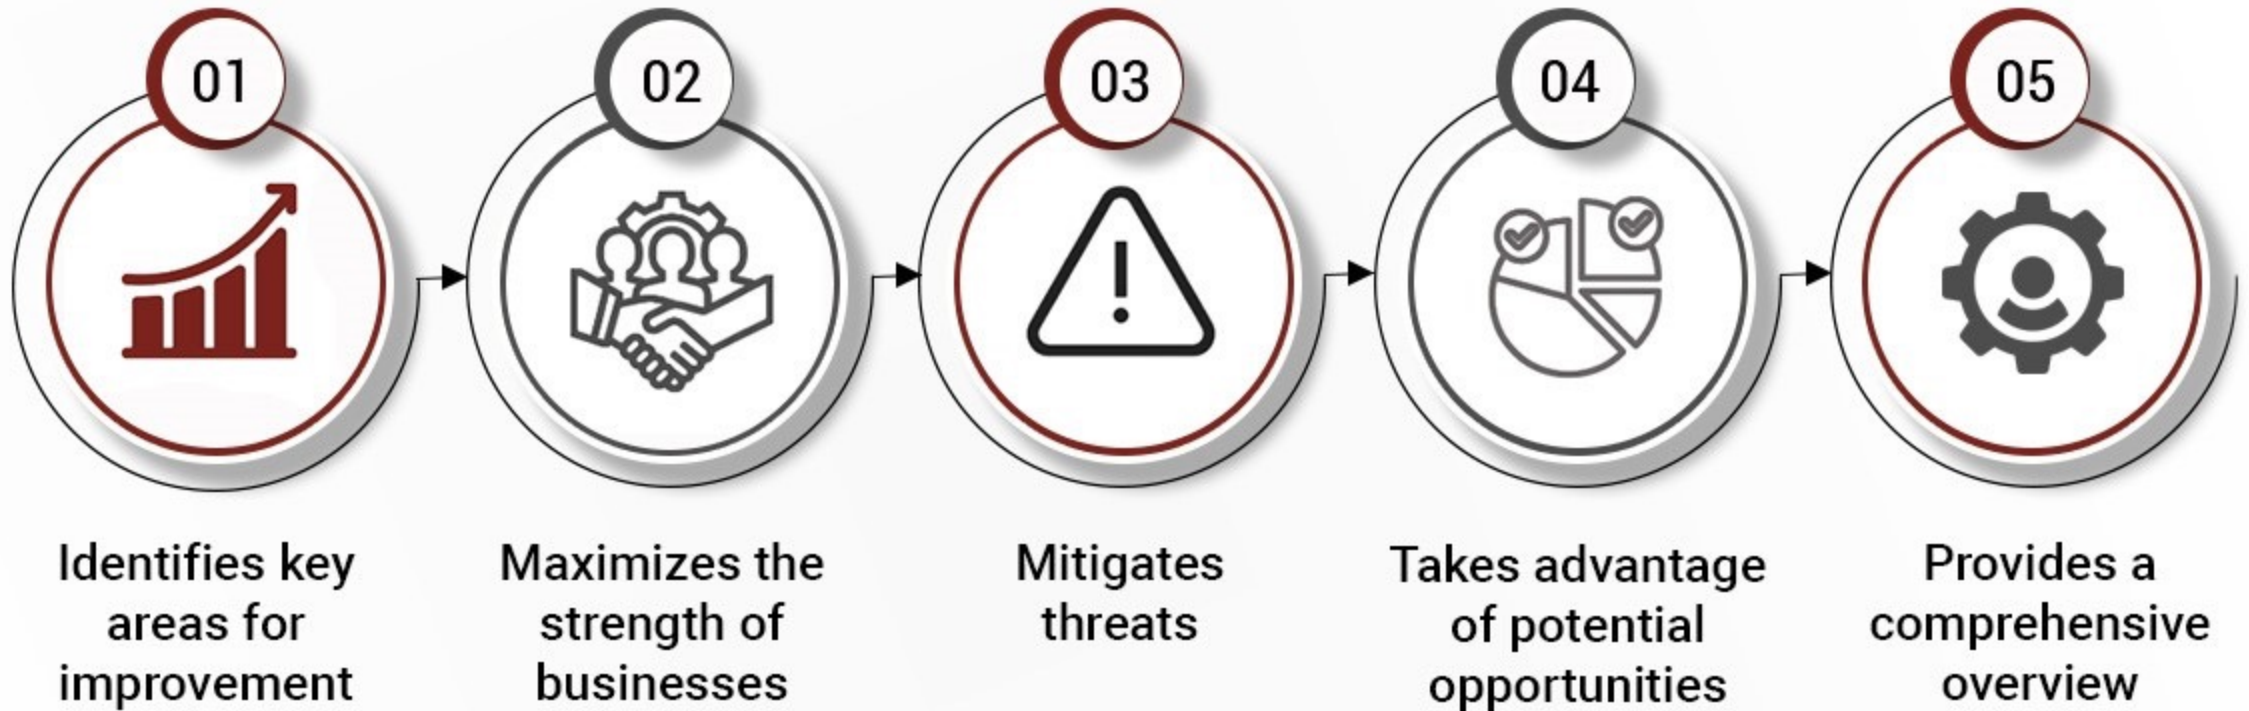 01
Identifies key
areas for
improvement
02
Maximizes the
strength of
businesses
03
Mitigates
threats
04
Takes advantage
of potential
opportunities
05
Provides a
comprehensive
overview